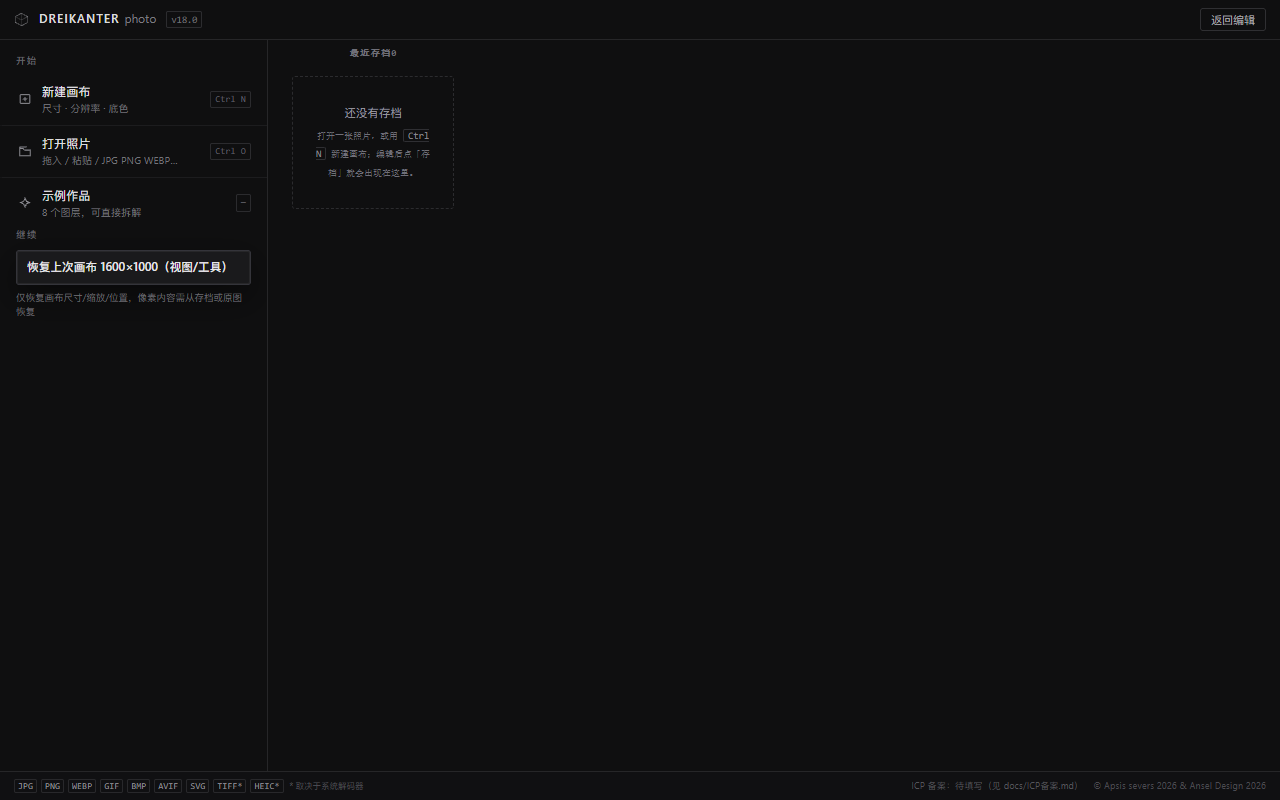 DREIKANTER photo v18.0
返回编辑
开始
新建画布
尺寸 · 分辨率 · 底色
Ctrl N
打开照片
拖入 / 粘贴 / JPG PNG WEBP…
Ctrl O
示例作品
8 个图层，可直接拆解
—
继续
恢复上次画布 1600×1000（视图/工具）
仅恢复画布尺寸/缩放/位置，像素内容需从存档或原图
恢复
最近存档0
还没有存档
打开一张照片，或用 Ctrl
N 新建画布；编辑后点「存
档」就会出现在这里。
JPG PNG WEBP GIF BMP AVIF SVG TIFF* HEIC* * 取决于系统解码器
ICP 备案：待填写（见 docs/ICP备案.md）
© Apsis severs 2026 & Ansel Design 2026